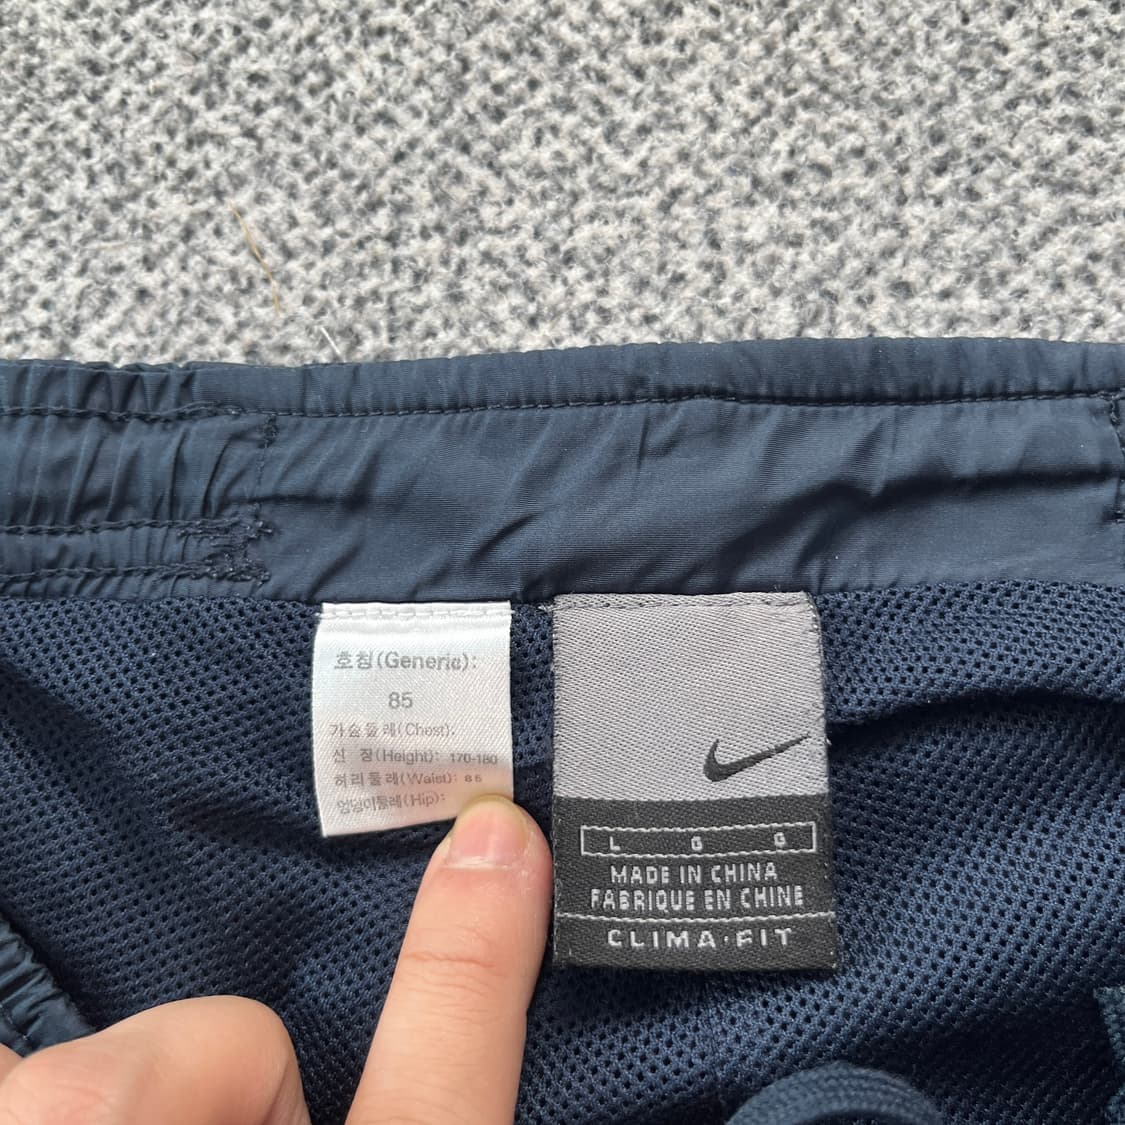 호칭(Generic):
85
가슴둘레(Chest):
신 장(Height): 170-180
허리둘레(Waist): 85
엉덩이둘레(Hip):
L G G
MADE IN CHINA
FABRIQUE EN CHINE
CLIMA·FIT